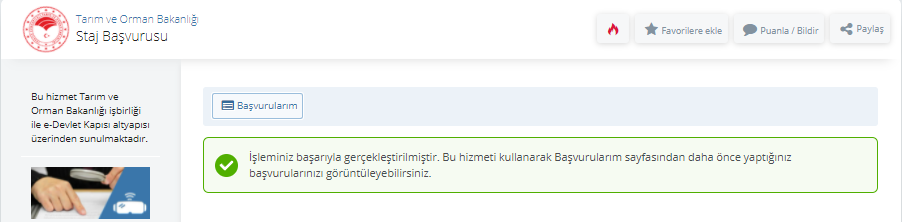 Tarım ve Orman Bakanlığı
Staj Başvurusu
Favorilere ekle
Puanla / Bildir
Paylaş
Bu hizmet Tarım ve
Orman Bakanlığı işbirliği
ile e-Devlet Kapısı altyapısı
üzerinden sunulmaktadır.
Başvurularım
İşleminiz başarıyla gerçekleştirilmiştir. Bu hizmeti kullanarak Başvurularım sayfasından daha önce yaptığınız
başvurularınızı görüntüleyebilirsiniz.